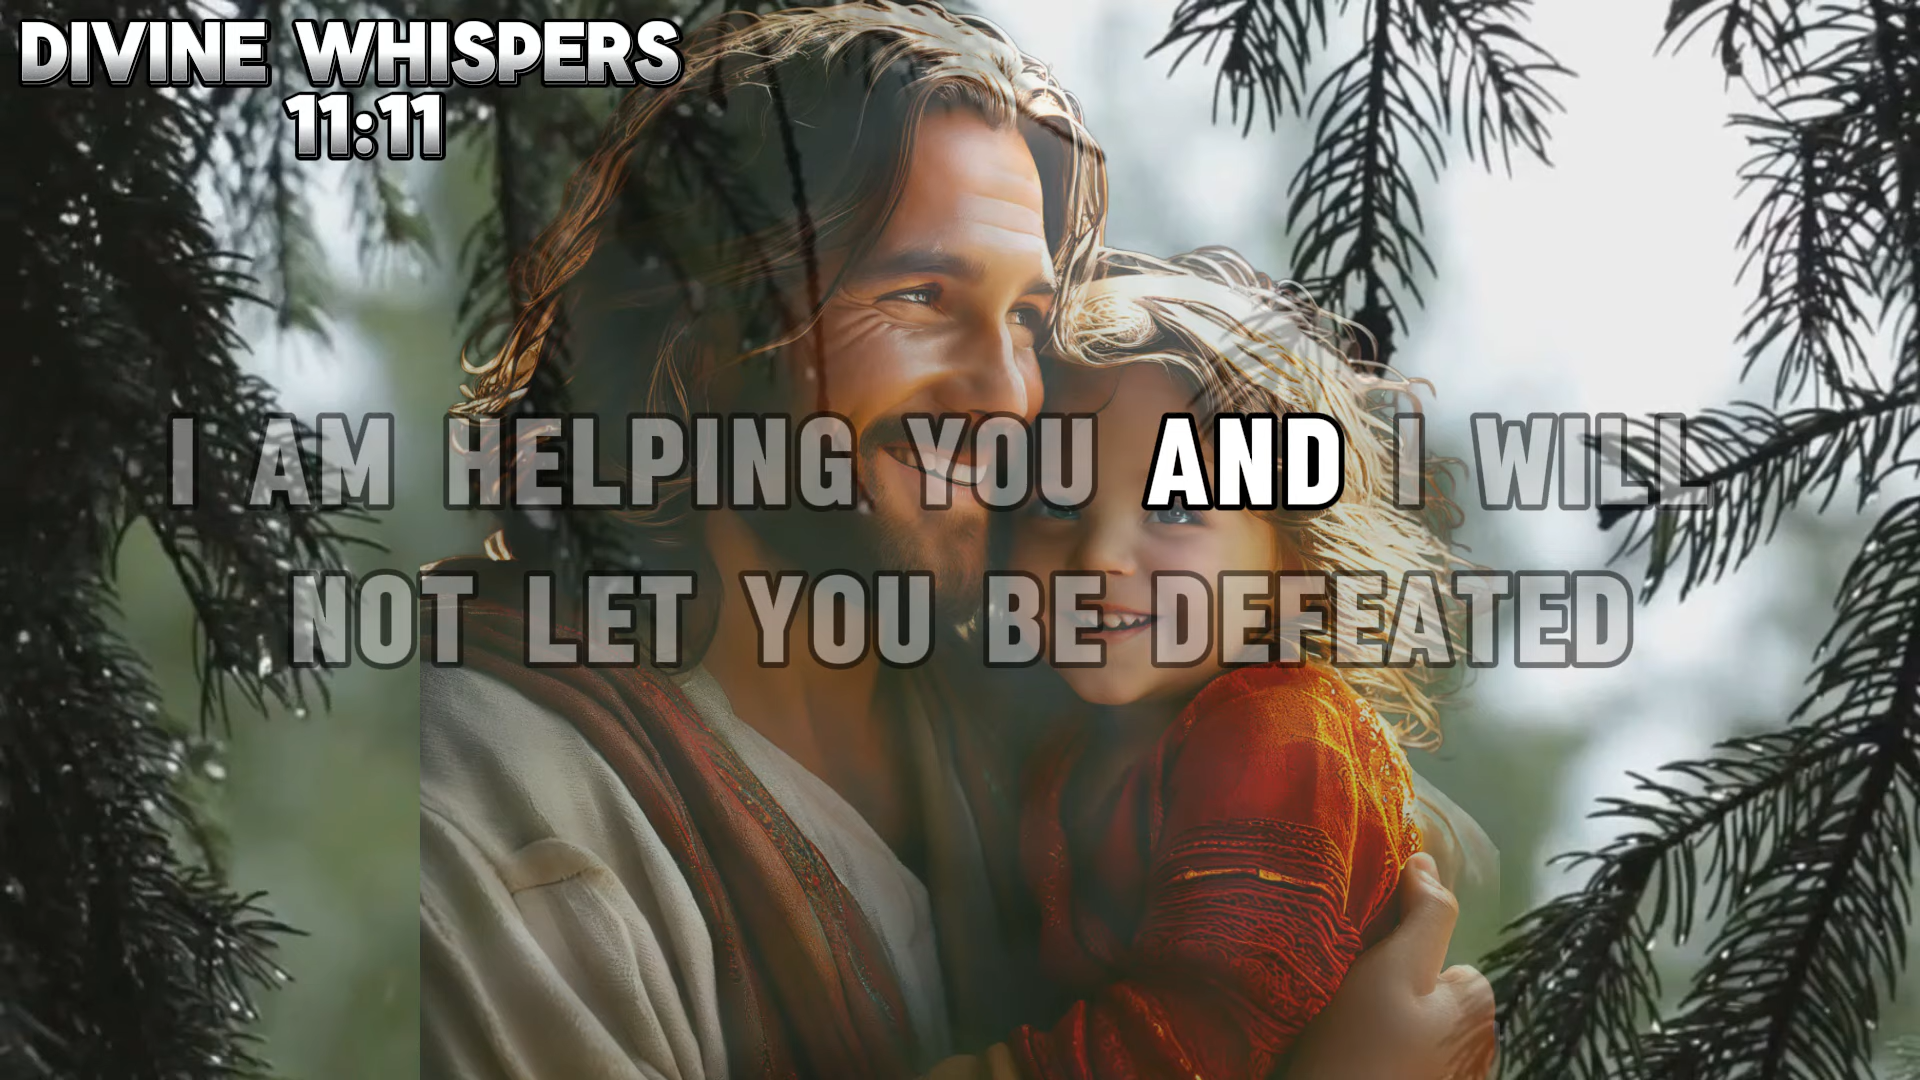 DIVINE WHISPERS
11:11
I AM HELPING YOU AND I WILL
NOT LET YOU BE DEFEATED